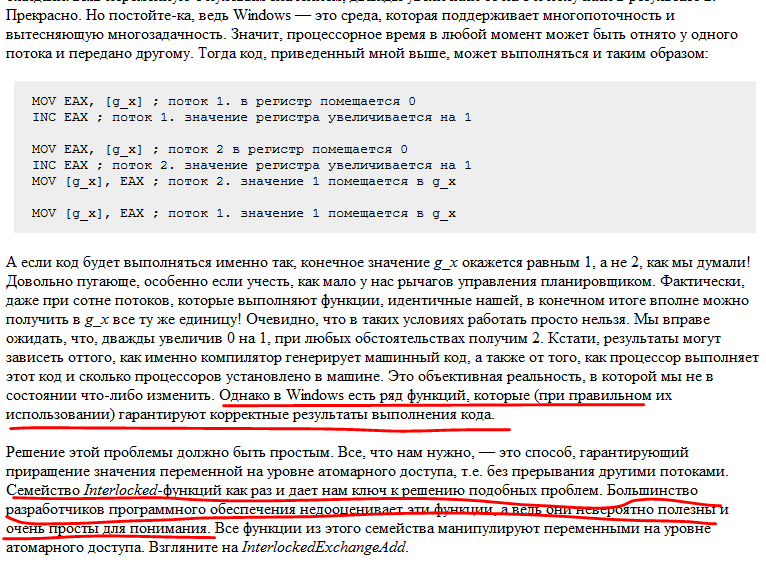 Прекрасно. Но постойте-ка, ведь Windows — это среда, которая поддерживает многопоточность и
вытесняющую многозадачность. Значит, процессорное время в любой момент может быть отнято у одного
потока и передано другому. Тогда код, приведенный мной выше, может выполняться и таким образом:
MOV EAX, [g_x] ; поток 1. в регистр помещается 0
INC EAX ; поток 1. значение регистра увеличивается на 1
MOV EAX, [g_x] ; поток 2 в регистр помещается 0
INC EAX ; поток 2. значение регистра увеличивается на 1
MOV [g_x], EAX ; поток 2. значение 1 помещается в g_x
MOV [g_x], EAX ; поток 1. значение 1 помещается в g_x
А если код будет выполняться именно так, конечное значение g_x окажется равным 1, а не 2, как мы думали!
Довольно пугающе, особенно если учесть, как мало у нас рычагов управления планировщиком. Фактически,
даже при сотне потоков, которые выполняют функции, идентичные нашей, в конечном итоге вполне можно
получить в g_x все ту же единицу! Очевидно, что в таких условиях работать просто нельзя. Мы вправе
ожидать, что, дважды увеличив 0 на 1, при любых обстоятельствах получим 2. Кстати, результаты могут
зависеть оттого, как именно компилятор генерирует машинный код, а также от того, как процессор выполняет
этот код и сколько процессоров установлено в машине. Это объективная реальность, в которой мы не в
состоянии что-либо изменить. Однако в Windows есть ряд функций, которые (при правильном их
использовании) гарантируют корректные результаты выполнения кода.
Решение этой проблемы должно быть простым. Все, что нам нужно, — это способ, гарантирующий
приращение значения переменной на уровне атомарного доступа, т.е. без прерывания другими потоками.
Семейство Interlocked-функций как раз и дает нам ключ к решению подобных проблем. Большинство
разработчиков программного обеспечения недооценивает эти функции, а ведь они невероятно полезны и
очень просты для понимания. Все функции из этого семейства манипулируют переменными на уровне
атомарного доступа. Взгляните на InterlockedExchangeAdd.